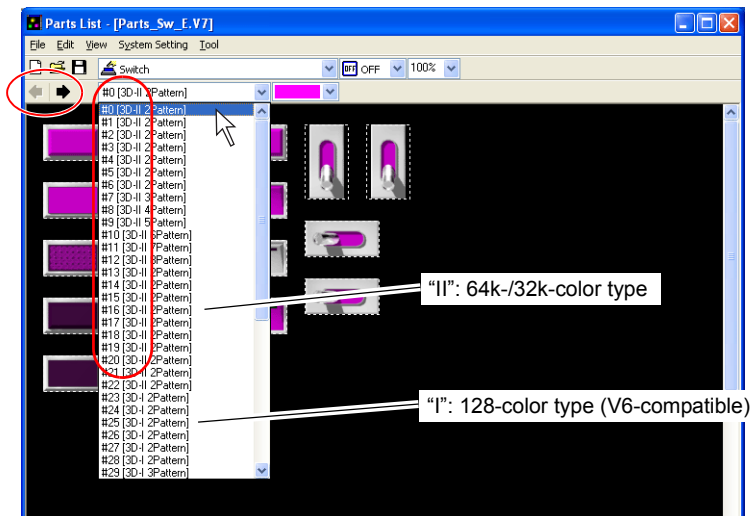 Parts List - [Parts_Sw_E.V7]
File Edit View System Setting Tool
Switch OFF OFF 100%
#0 [3D-II 2Pattern]
#0 [3D-II 2Pattern]
#1 [3D-II 2Pattern]
#2 [3D-II 2Pattern]
#3 [3D-II 2Pattern]
#4 [3D-II 2Pattern]
#5 [3D-II 2Pattern]
#6 [3D-II 2Pattern]
#7 [3D-II 3Pattern]
#8 [3D-II 4Pattern]
#9 [3D-II 5Pattern]
#10 [3D-II 6Pattern]
#11 [3D-II 7Pattern]
#12 [3D-II 8Pattern]
#13 [3D-II 2Pattern]
#14 [3D-II 2Pattern]
#15 [3D-II 2Pattern]
#16 [3D-II 2Pattern]
#17 [3D-II 2Pattern]
#18 [3D-II 2Pattern]
#19 [3D-II 2Pattern]
#20 [3D-II 2Pattern]
#21 [3D-II 2Pattern]
#22 [3D-II 2Pattern]
#23 [3D-I 2Pattern]
#24 [3D-I 2Pattern]
#25 [3D-I 2Pattern]
#26 [3D-I 2Pattern]
#27 [3D-I 2Pattern]
#28 [3D-I 2Pattern]
#29 [3D-I 3Pattern]
“II”: 64k-/32k-color type
“I”: 128-color type (V6-compatible)